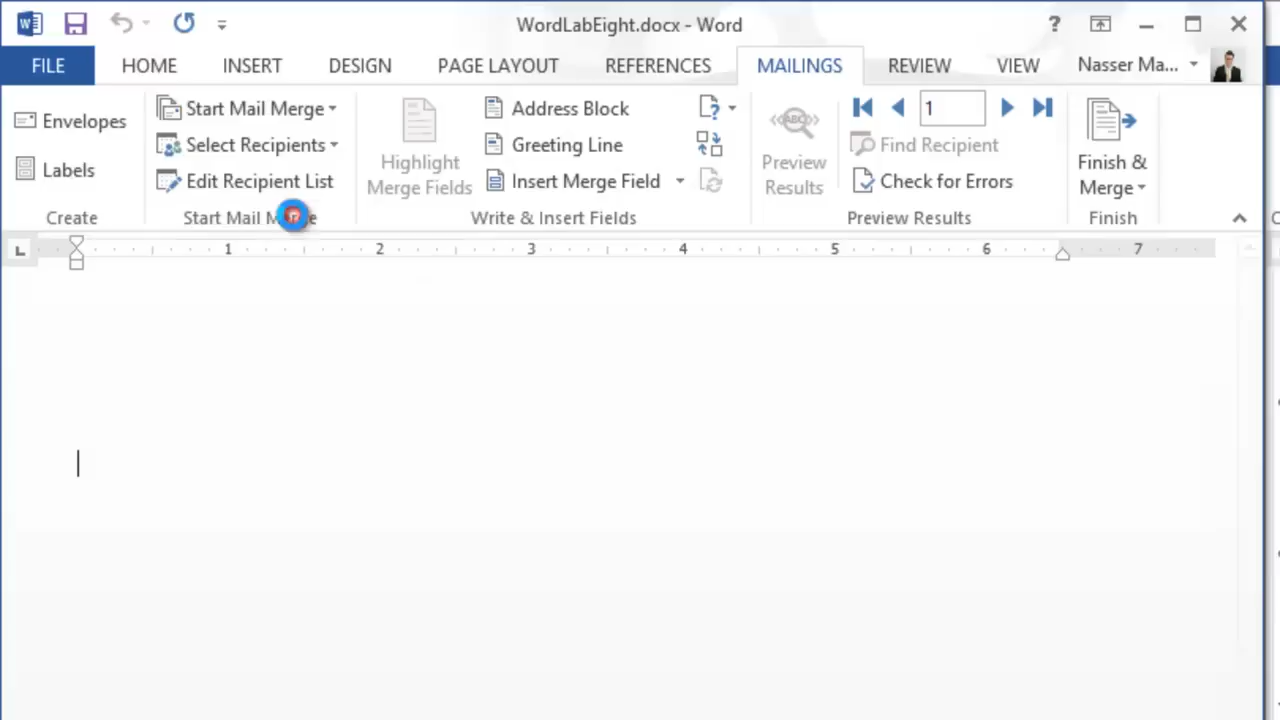 WordLabEight.docx - Word
FILE HOME INSERT DESIGN PAGE LAYOUT REFERENCES MAILINGS REVIEW VIEW Nasser Ma...
Envelopes
Labels
Create
Start Mail Merge
Select Recipients
Edit Recipient List
Start Mail Merge
Highlight
Merge Fields
Address Block
Greeting Line
Insert Merge Field
Write & Insert Fields
ABC
Preview
Results
1
Find Recipient
Check for Errors
Preview Results
Finish &
Merge
Finish
1 2 3 4 5 6 7